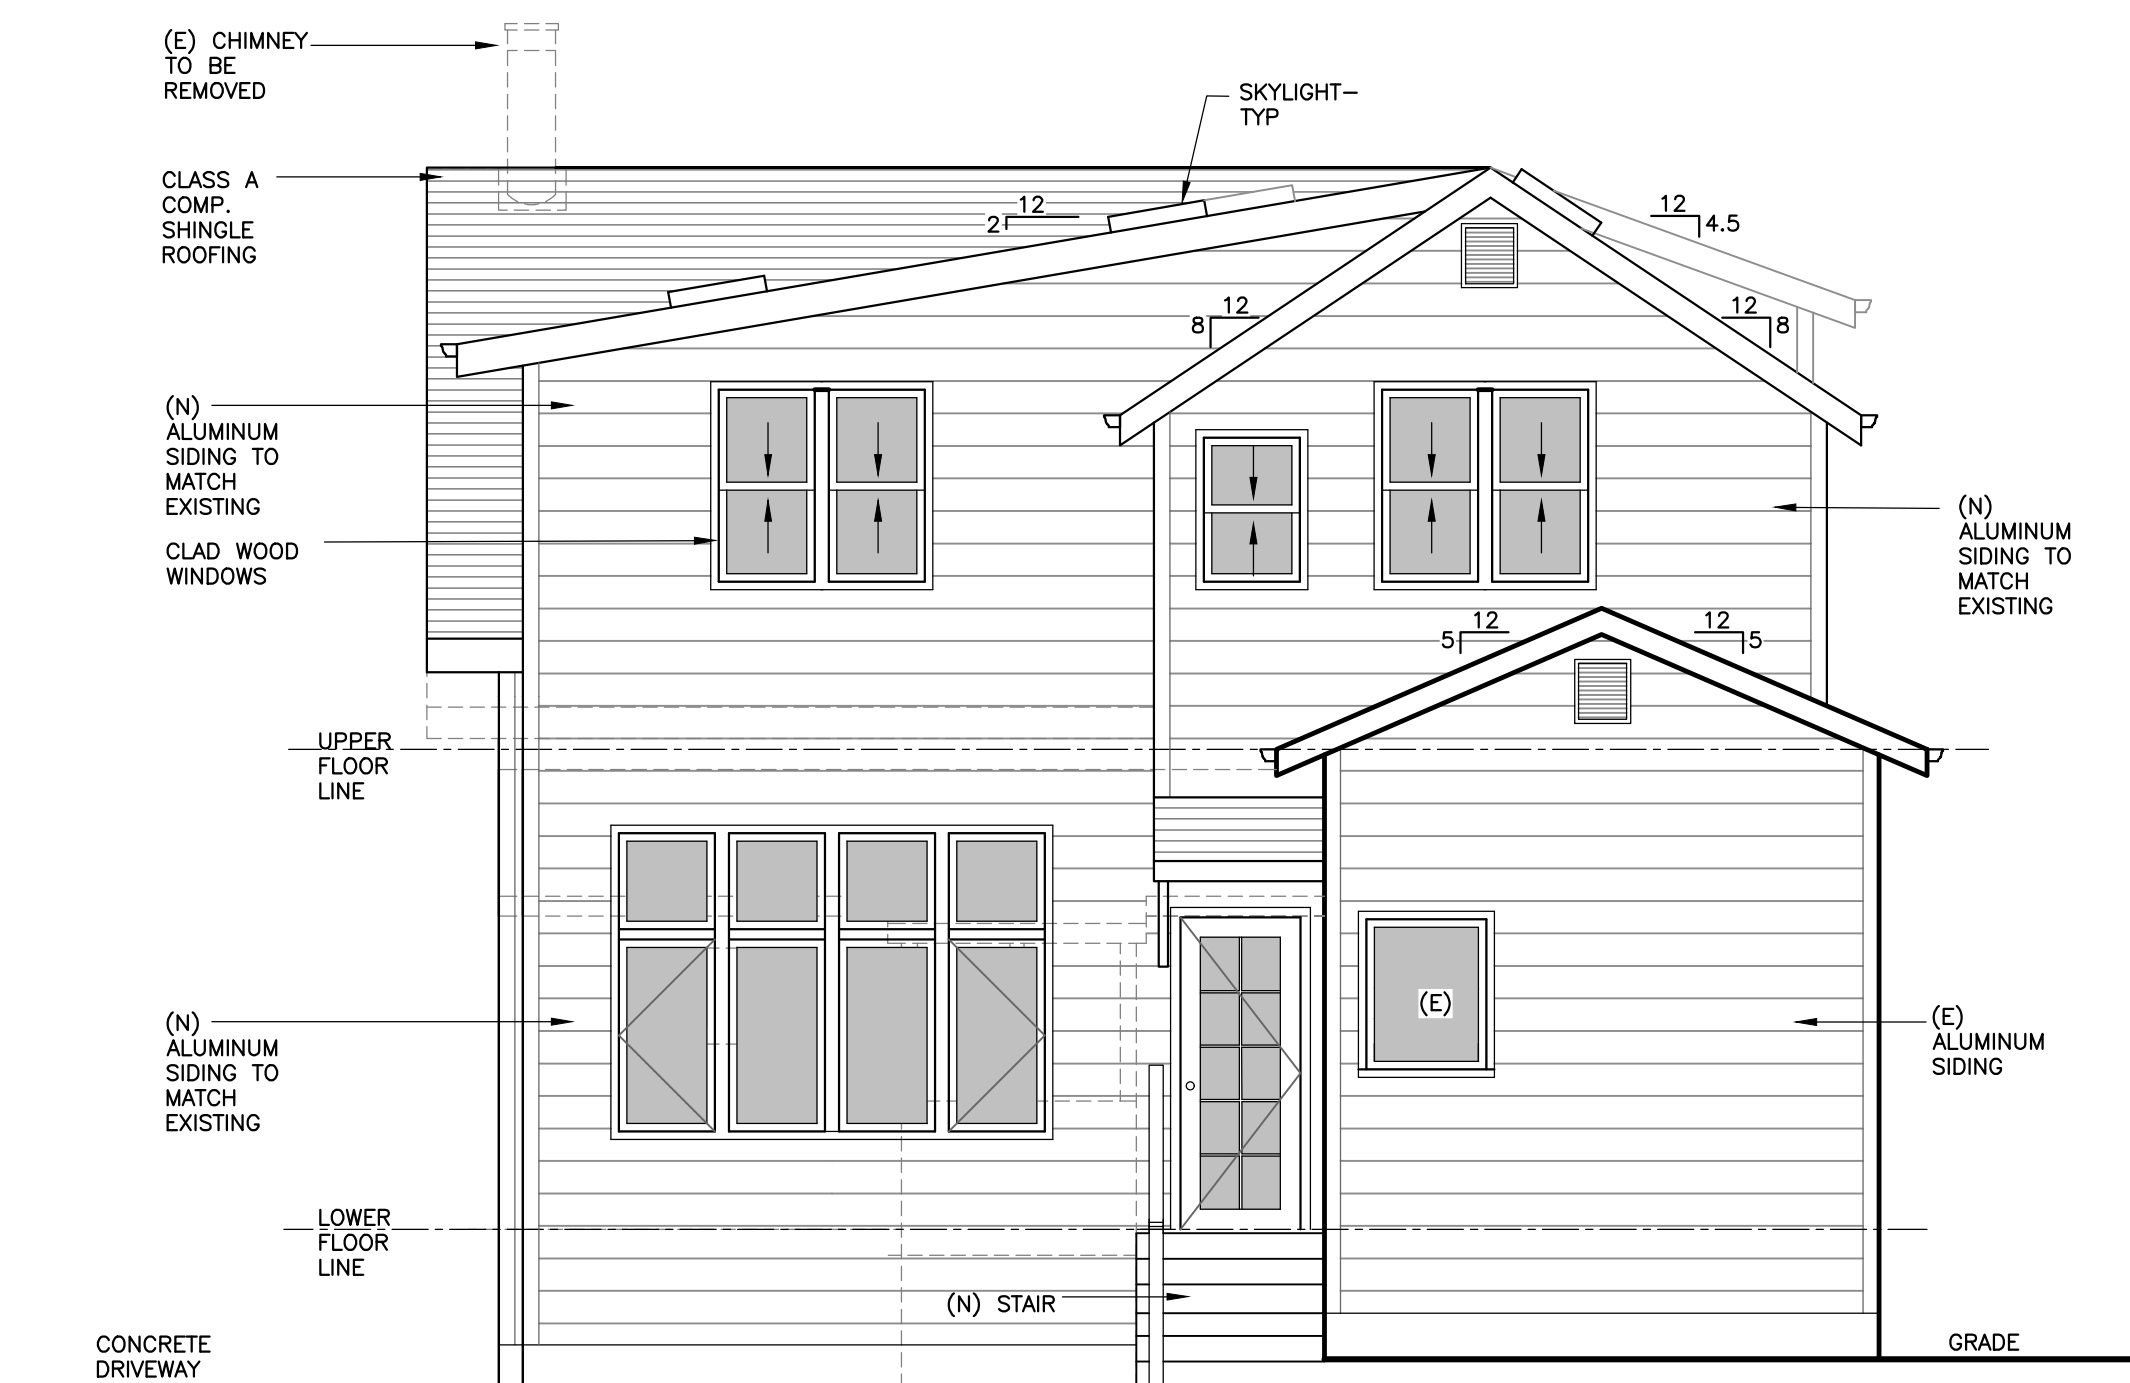 (E) CHIMNEY
TO BE
REMOVED
SKYLIGHT-
TYP
CLASS A
COMP.
SHINGLE
ROOFING
12
2
12
4.5
12
8
12
8
(N)
ALUMINUM
SIDING TO
MATCH
EXISTING
CLAD WOOD
WINDOWS
(N)
ALUMINUM
SIDING TO
MATCH
EXISTING
12
5
12
5
UPPER
FLOOR
LINE
(E)
(N)
ALUMINUM
SIDING TO
MATCH
EXISTING
(E)
ALUMINUM
SIDING
LOWER
FLOOR
LINE
(N) STAIR
CONCRETE
DRIVEWAY
GRADE